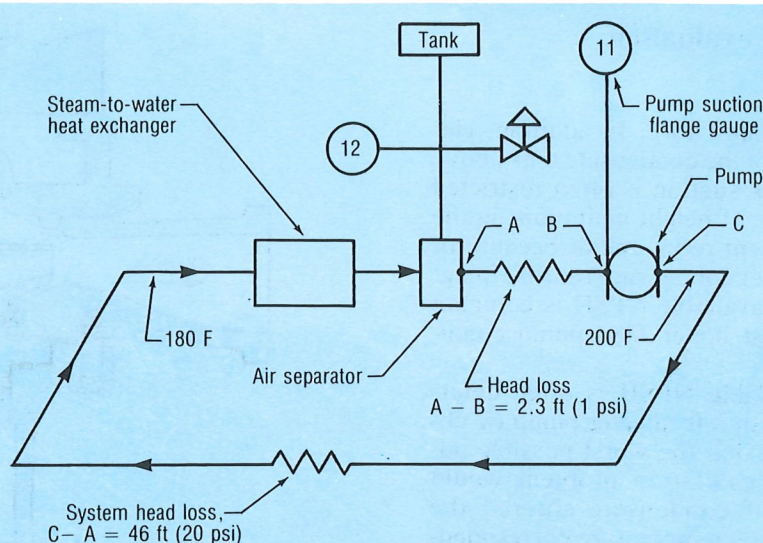 Tank
11
Steam-to-water
heat exchanger
Pump suction
flange gauge
12
Pump
A
B
C
180 F
200 F
Air separator
Head loss
A – B = 2.3 ft (1 psi)
System head loss,
C– A = 46 ft (20 psi)